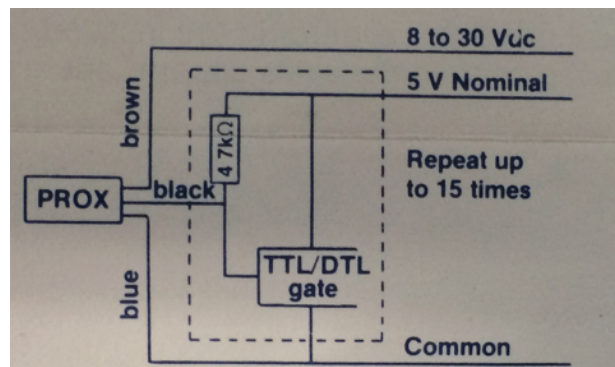 8 to 30 Vdc
5 V Nominal
brown
4.7kΩ
Repeat up
to 15 times
PROX
black
TTL/DTL
gate
blue
Common